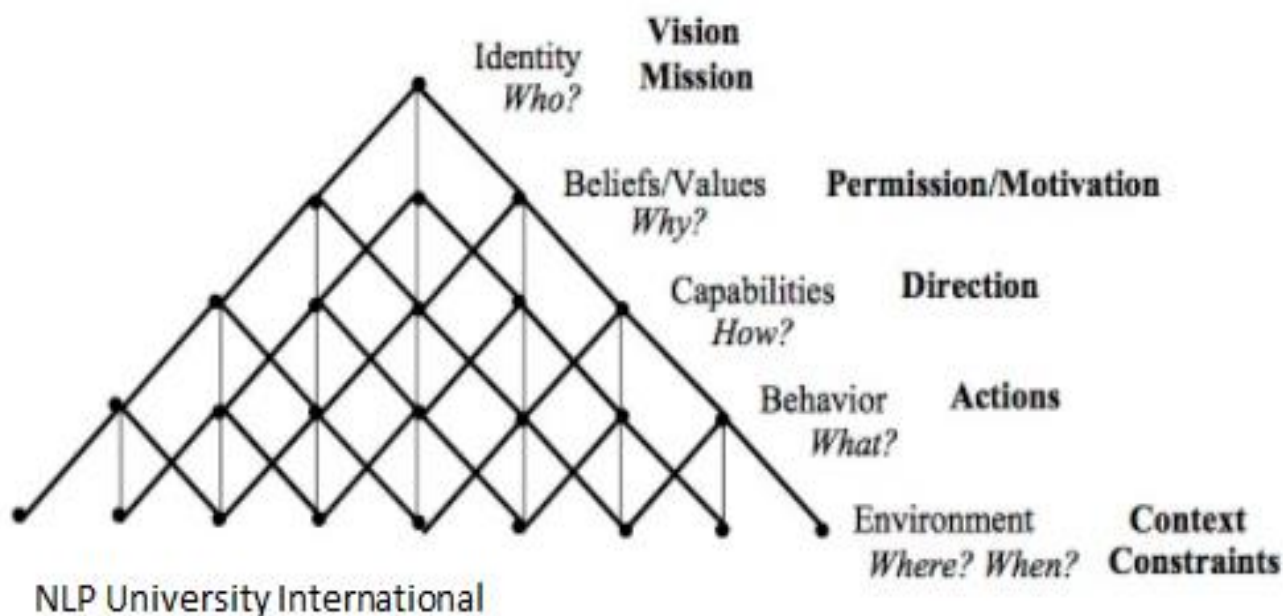 Vision
Identity Mission
Who?
Beliefs/Values Permission/Motivation
Why?
Capabilities Direction
How?
Behavior Actions
What?
Environment Context
Where? When? Constraints
NLP University International